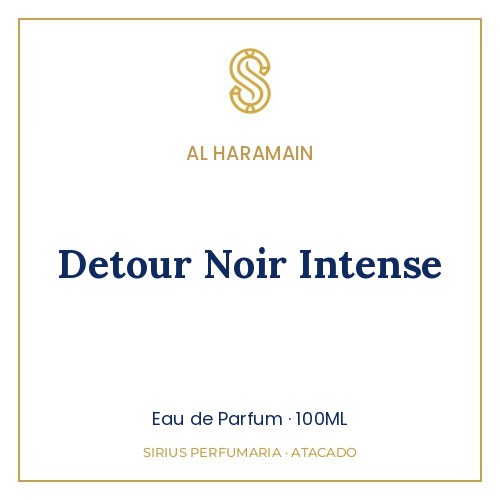 AL HARAMAIN
Detour Noir Intense
Eau de Parfum · 100ML
SIRIUS PERFUMARIA · ATACADO